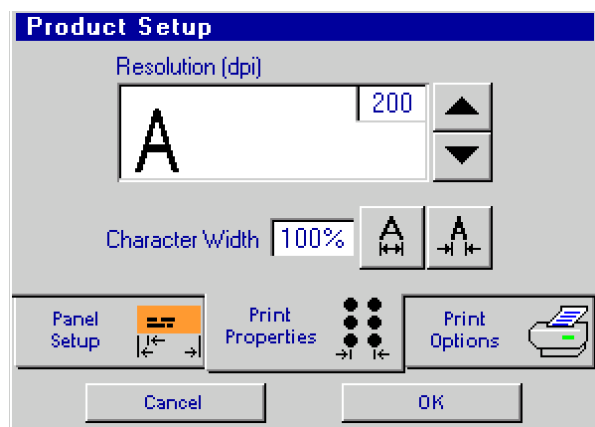 Product Setup
Resolution (dpi)
A
200
Character Width 100% A A
Panel Setup
Print Properties
Print Options
Cancel OK